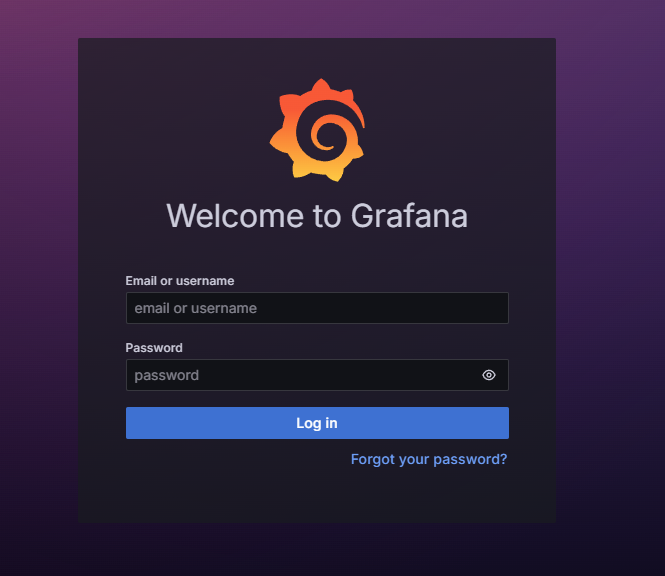 Welcome to Grafana
Email or username
email or username
Password
password
Log in
Forgot your password?